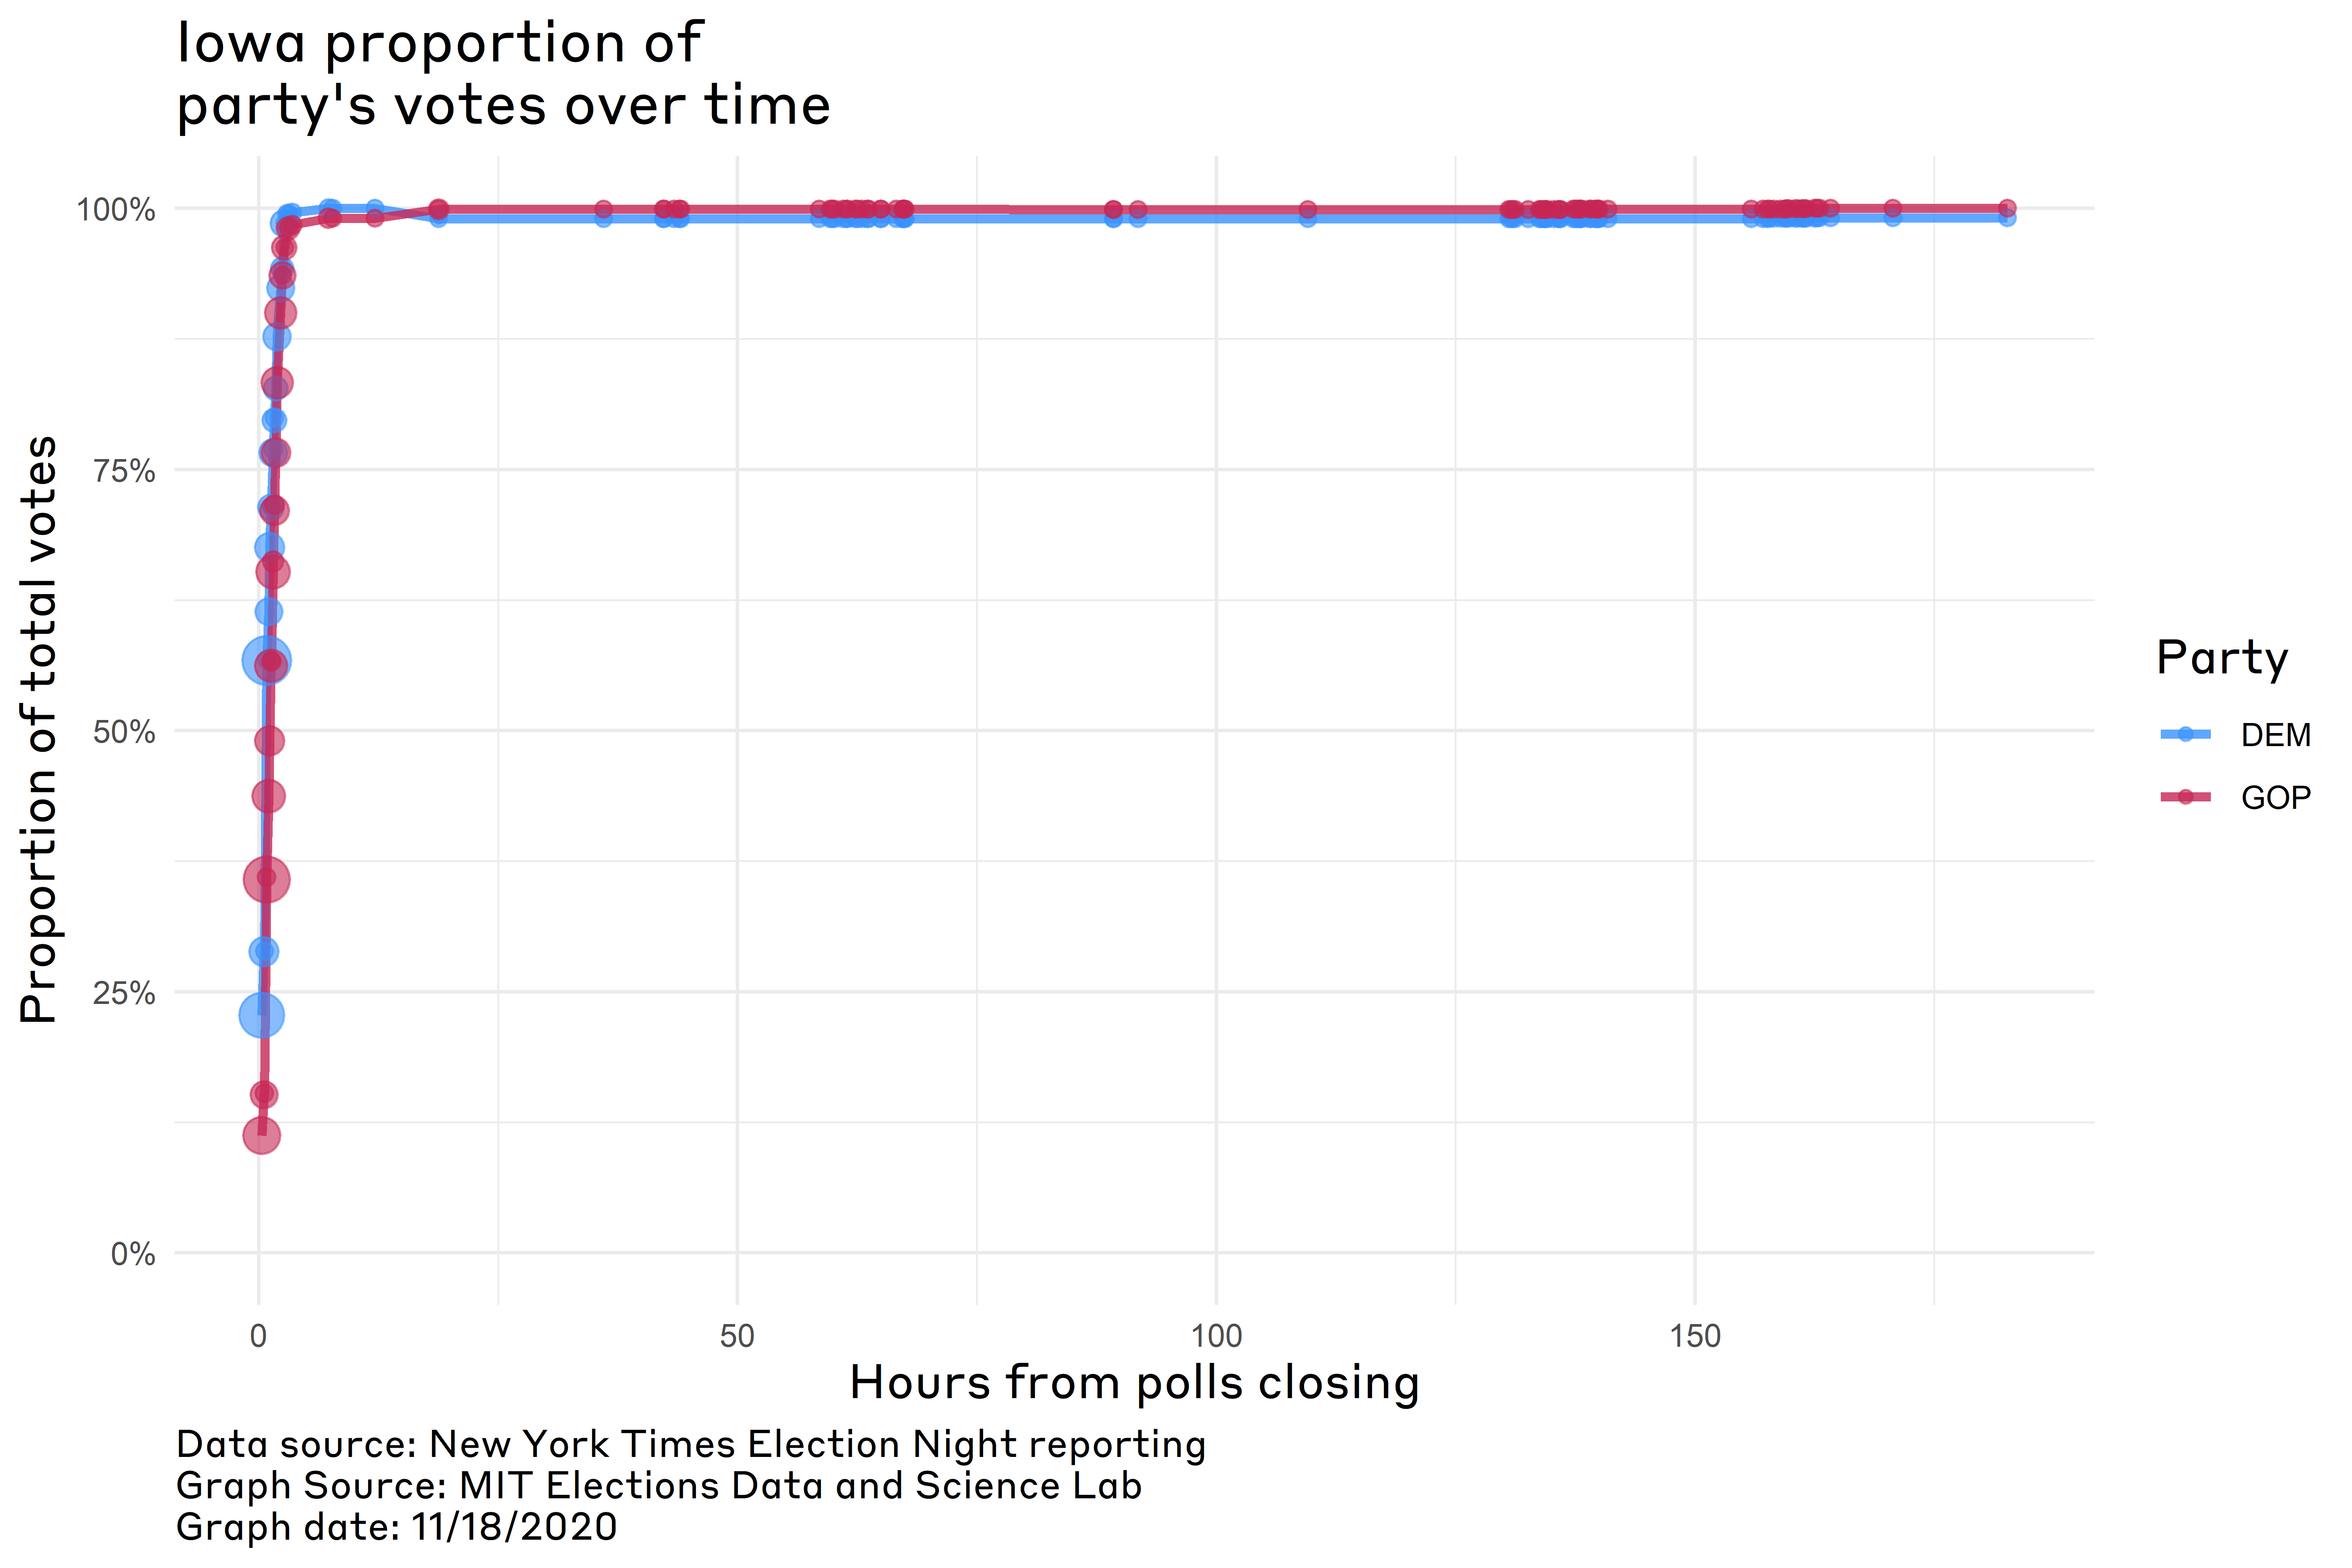 Iowa proportion of
party's votes over time
Proportion of total votes
100%
75%
50%
25%
0%
0
50
100
150
Hours from polls closing
Party
DEM
GOP
Data source: New York Times Election Night reporting
Graph Source: MIT Elections Data and Science Lab
Graph date: 11/18/2020